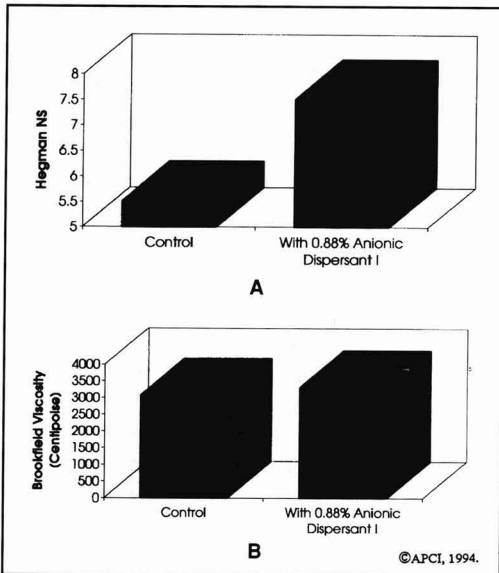 Hegman NS
8
7.5
7
6.5
6
5.5
5
Control
With 0.88% Anionic
Dispersant I
A
Brookfield Viscosity
(Centipoise)
4000
3500
3000
2500
2000
1500
1000
500
0
Control
With 0.88% Anionic
Dispersant I
B
©APCI, 1994.